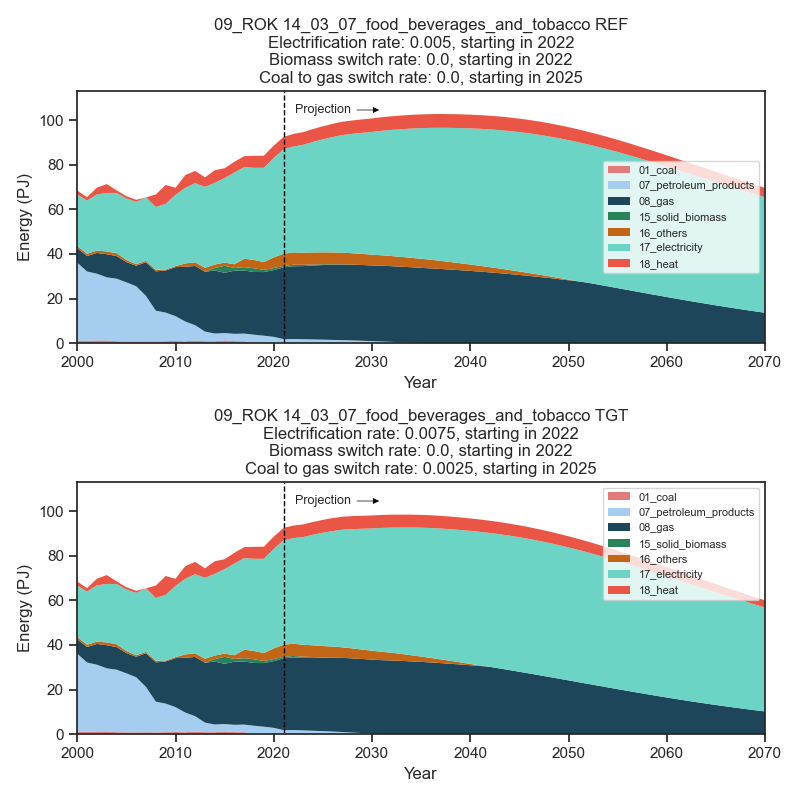 09_ROK 14_03_07_food_beverages_and_tobacco REF
Electrification rate: 0.005, starting in 2022
Biomass switch rate: 0.0, starting in 2022
Coal to gas switch rate: 0.0, starting in 2025
Projection
100
80
60
40
20
0
Energy (PJ)
01_coal
07_petroleum_products
08_gas
15_solid_biomass
16_others
17_electricity
18_heat
2000 2010 2020 2030 2040 2050 2060 2070
Year
09_ROK 14_03_07_food_beverages_and_tobacco TGT
Electrification rate: 0.0075, starting in 2022
Biomass switch rate: 0.0, starting in 2022
Coal to gas switch rate: 0.0025, starting in 2025
Projection
100
80
60
40
20
0
Energy (PJ)
01_coal
07_petroleum_products
08_gas
15_solid_biomass
16_others
17_electricity
18_heat
2000 2010 2020 2030 2040 2050 2060 2070
Year